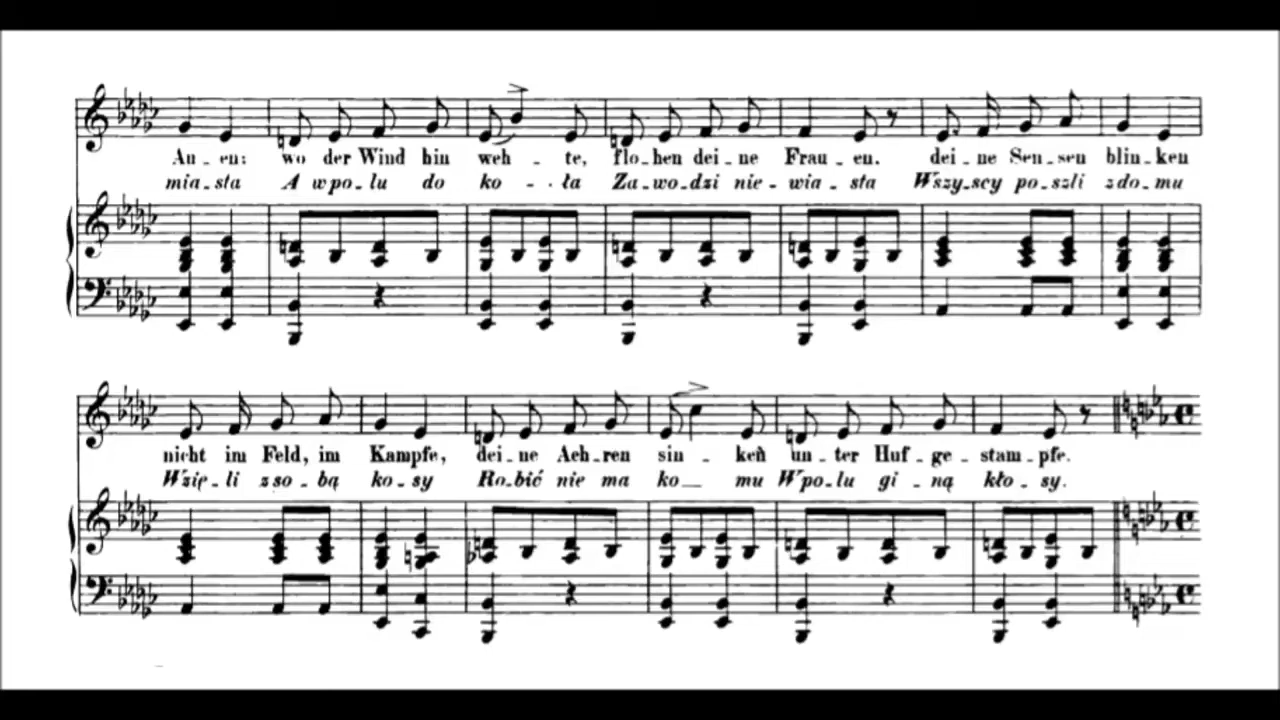 Au - en: wo der Wind hin weh - te, flo - hen dei - ne Frau - en. dei - ne Sen - sen blin - ken
mia - sta A w po - lu do ko - ła Za - wo - dzi nie - wia - sta Wszy - scy po - szli z do - mu
nicht im Feld, im Kampfe, dei - ne Aeh - ren sin - ken un - ter Huf - ge - stam - pfe.
Wzię - li z so - bą ko - sy Ro - bić nie ma ko - mu W po - lu gi - ną kło - sy.